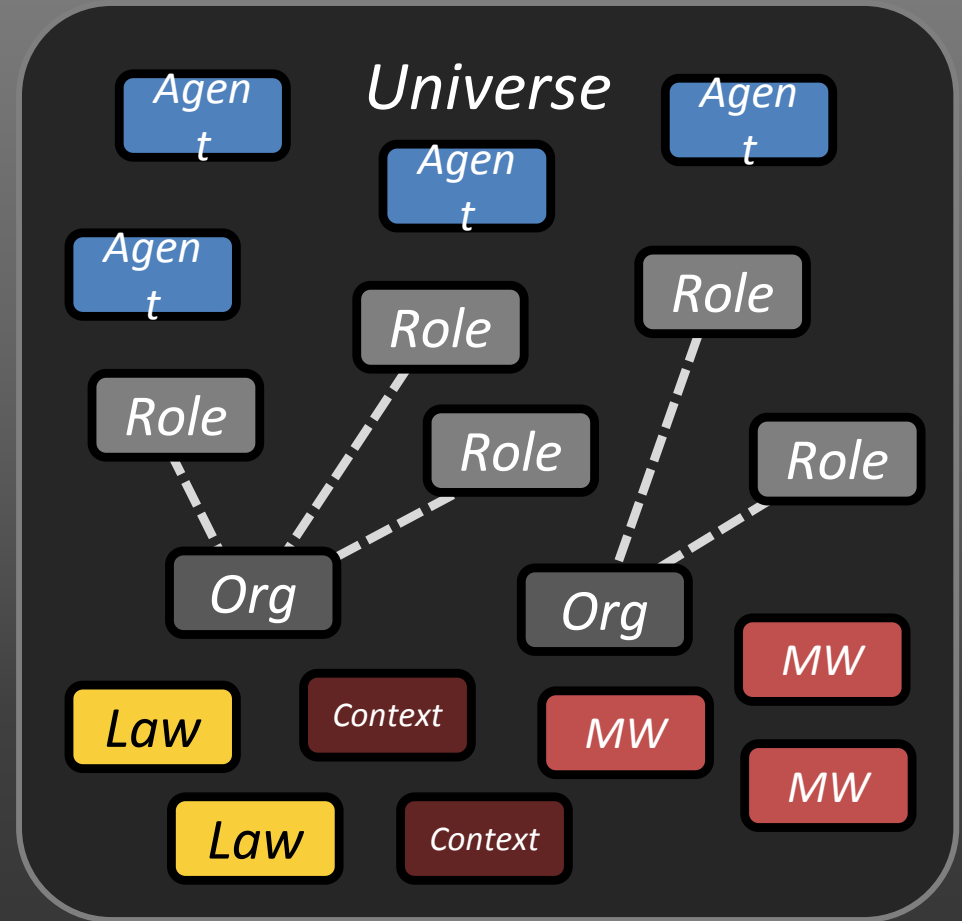 Universe
Agen
t
Agen
t
Agen
t
Agen
t
Role
Role
Role
Role
Role
Org
Org
MW
Law
Context
MW
MW
Law
Context